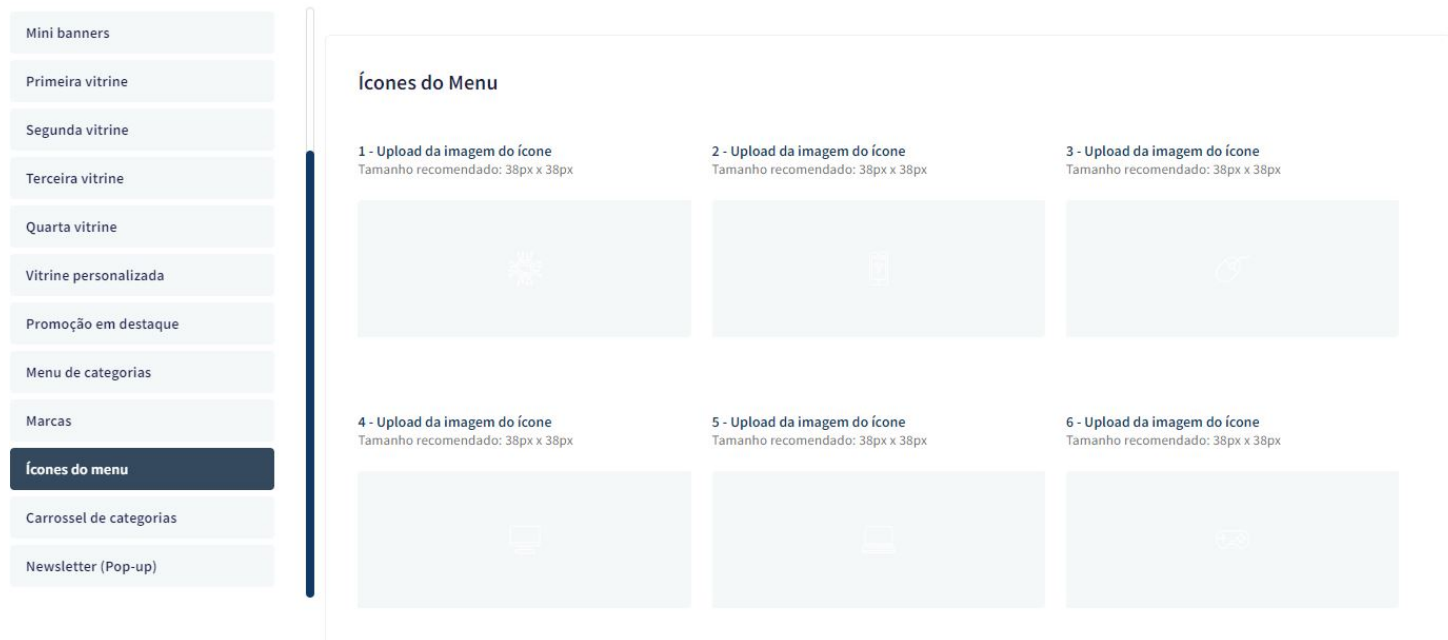 Mini banners
Primeira vitrine
Segunda vitrine
Terceira vitrine
Quarta vitrine
Vitrine personalizada
Promoção em destaque
Menu de categorias
Marcas
Ícones do menu
Carrossel de categorias
Newsletter (Pop-up)
Ícones do Menu
1 - Upload da imagem do ícone
Tamanho recomendado: 38px x 38px
2 - Upload da imagem do ícone
Tamanho recomendado: 38px x 38px
3 - Upload da imagem do ícone
Tamanho recomendado: 38px x 38px
4 - Upload da imagem do ícone
Tamanho recomendado: 38px x 38px
5 - Upload da imagem do ícone
Tamanho recomendado: 38px x 38px
6 - Upload da imagem do ícone
Tamanho recomendado: 38px x 38px